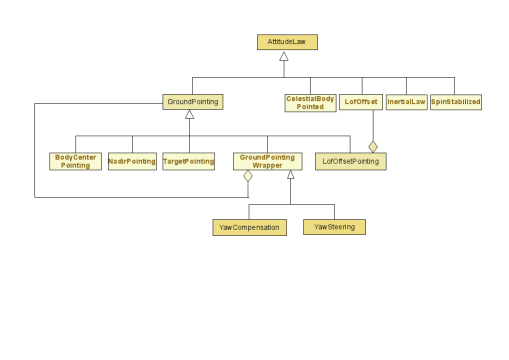 AttitudeLaw
GroundPointing
CelestialBody
Pointed
LofOffset
InertialLaw
SpinStabilized
BodyCenter
Pointing
NadirPointing
TargetPointing
GroundPointing
Wrapper
LofOffsetPointing
YawCompensation
YawSteering